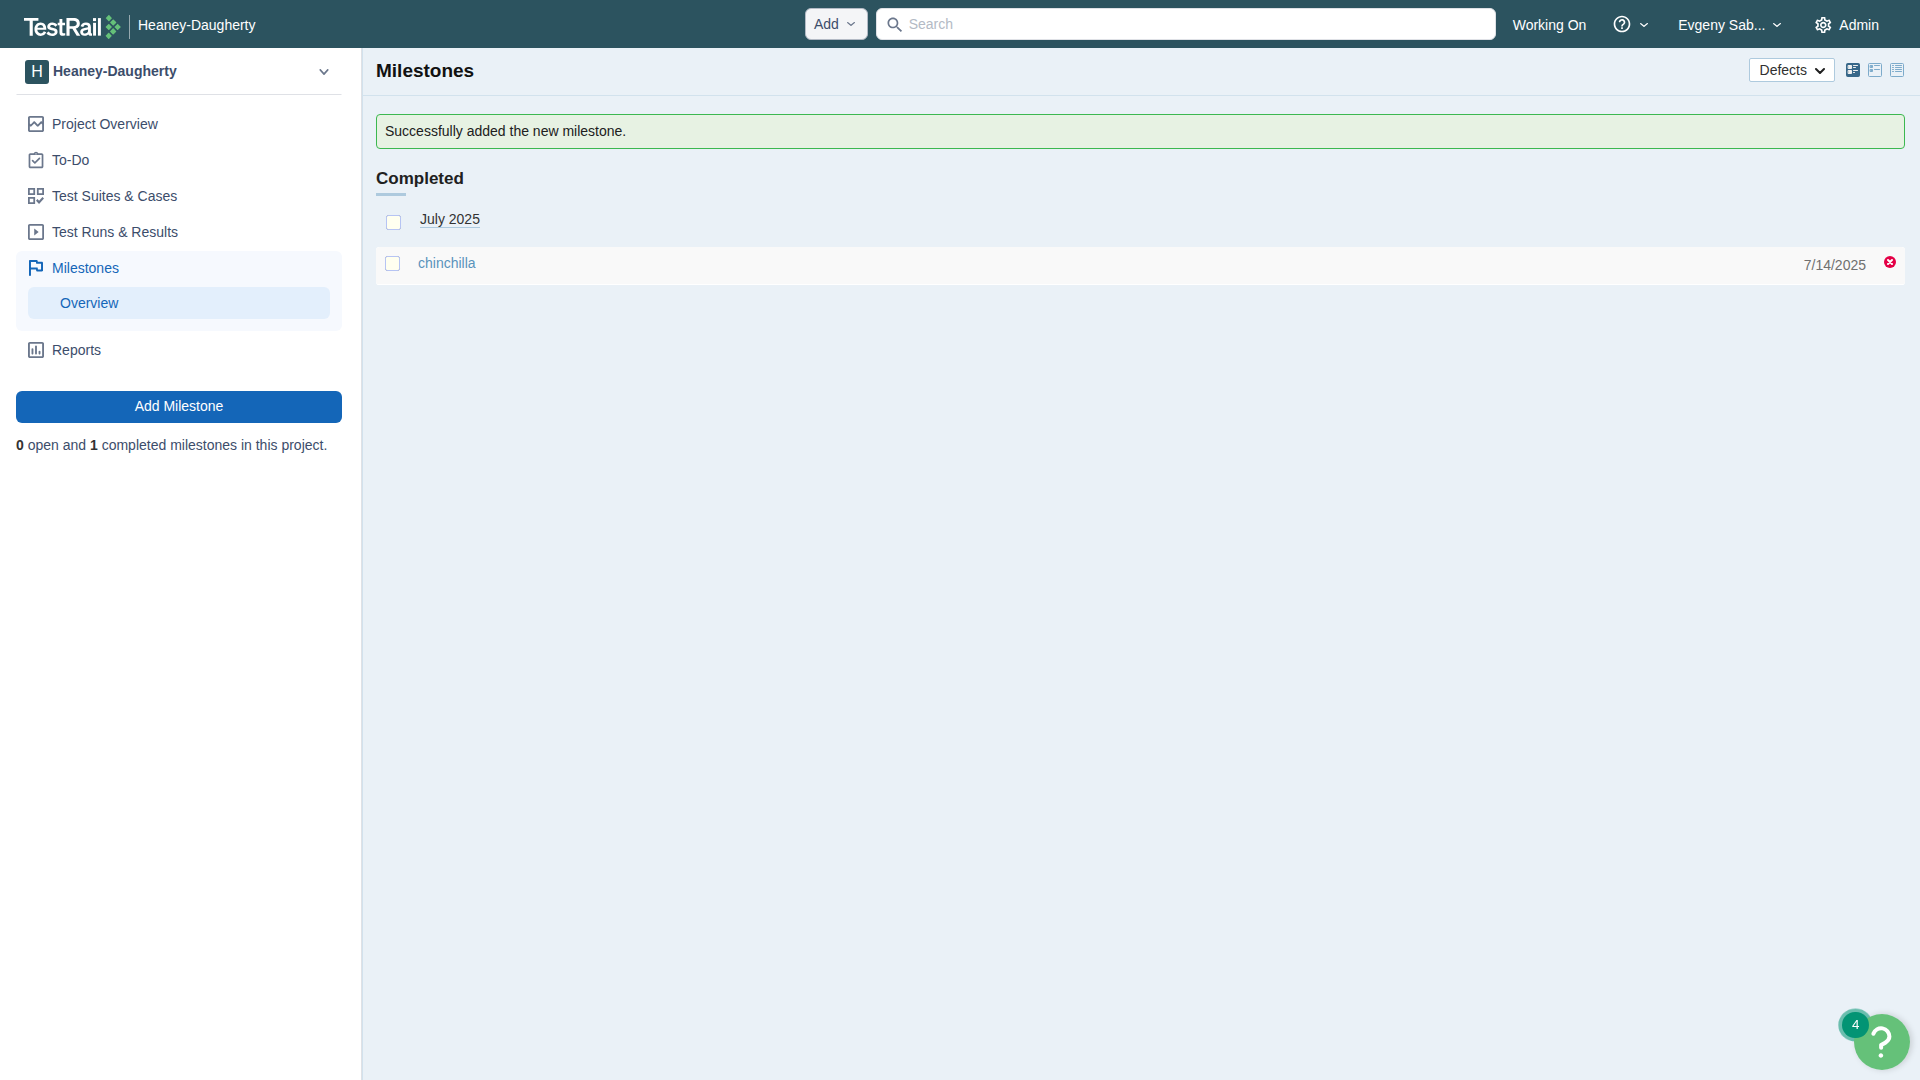 TestRail Heaney-Daugherty Add Search Working On Evgeny Sab... Admin
H Heaney-Daugherty
Project Overview
To-Do
Test Suites & Cases
Test Runs & Results
Milestones
Overview
Reports
Add Milestone
0 open and 1 completed milestones in this project.
Milestones Defects
Successfully added the new milestone.
Completed
July 2025
chinchilla 7/14/2025
4